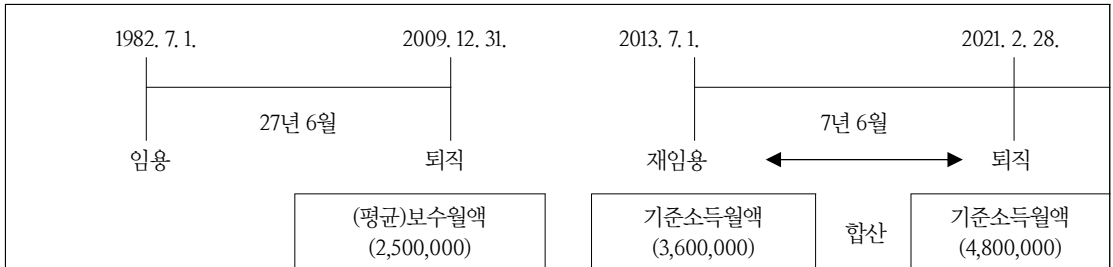 1982. 7. 1. 2009. 12. 31. 2013. 7. 1. 2021. 2. 28.
27년 6월 7년 6월
임용 퇴직 재임용 퇴직
(평균)보수월액 기준소득월액 합산 기준소득월액
(2,500,000) (3,600,000) (4,800,000)